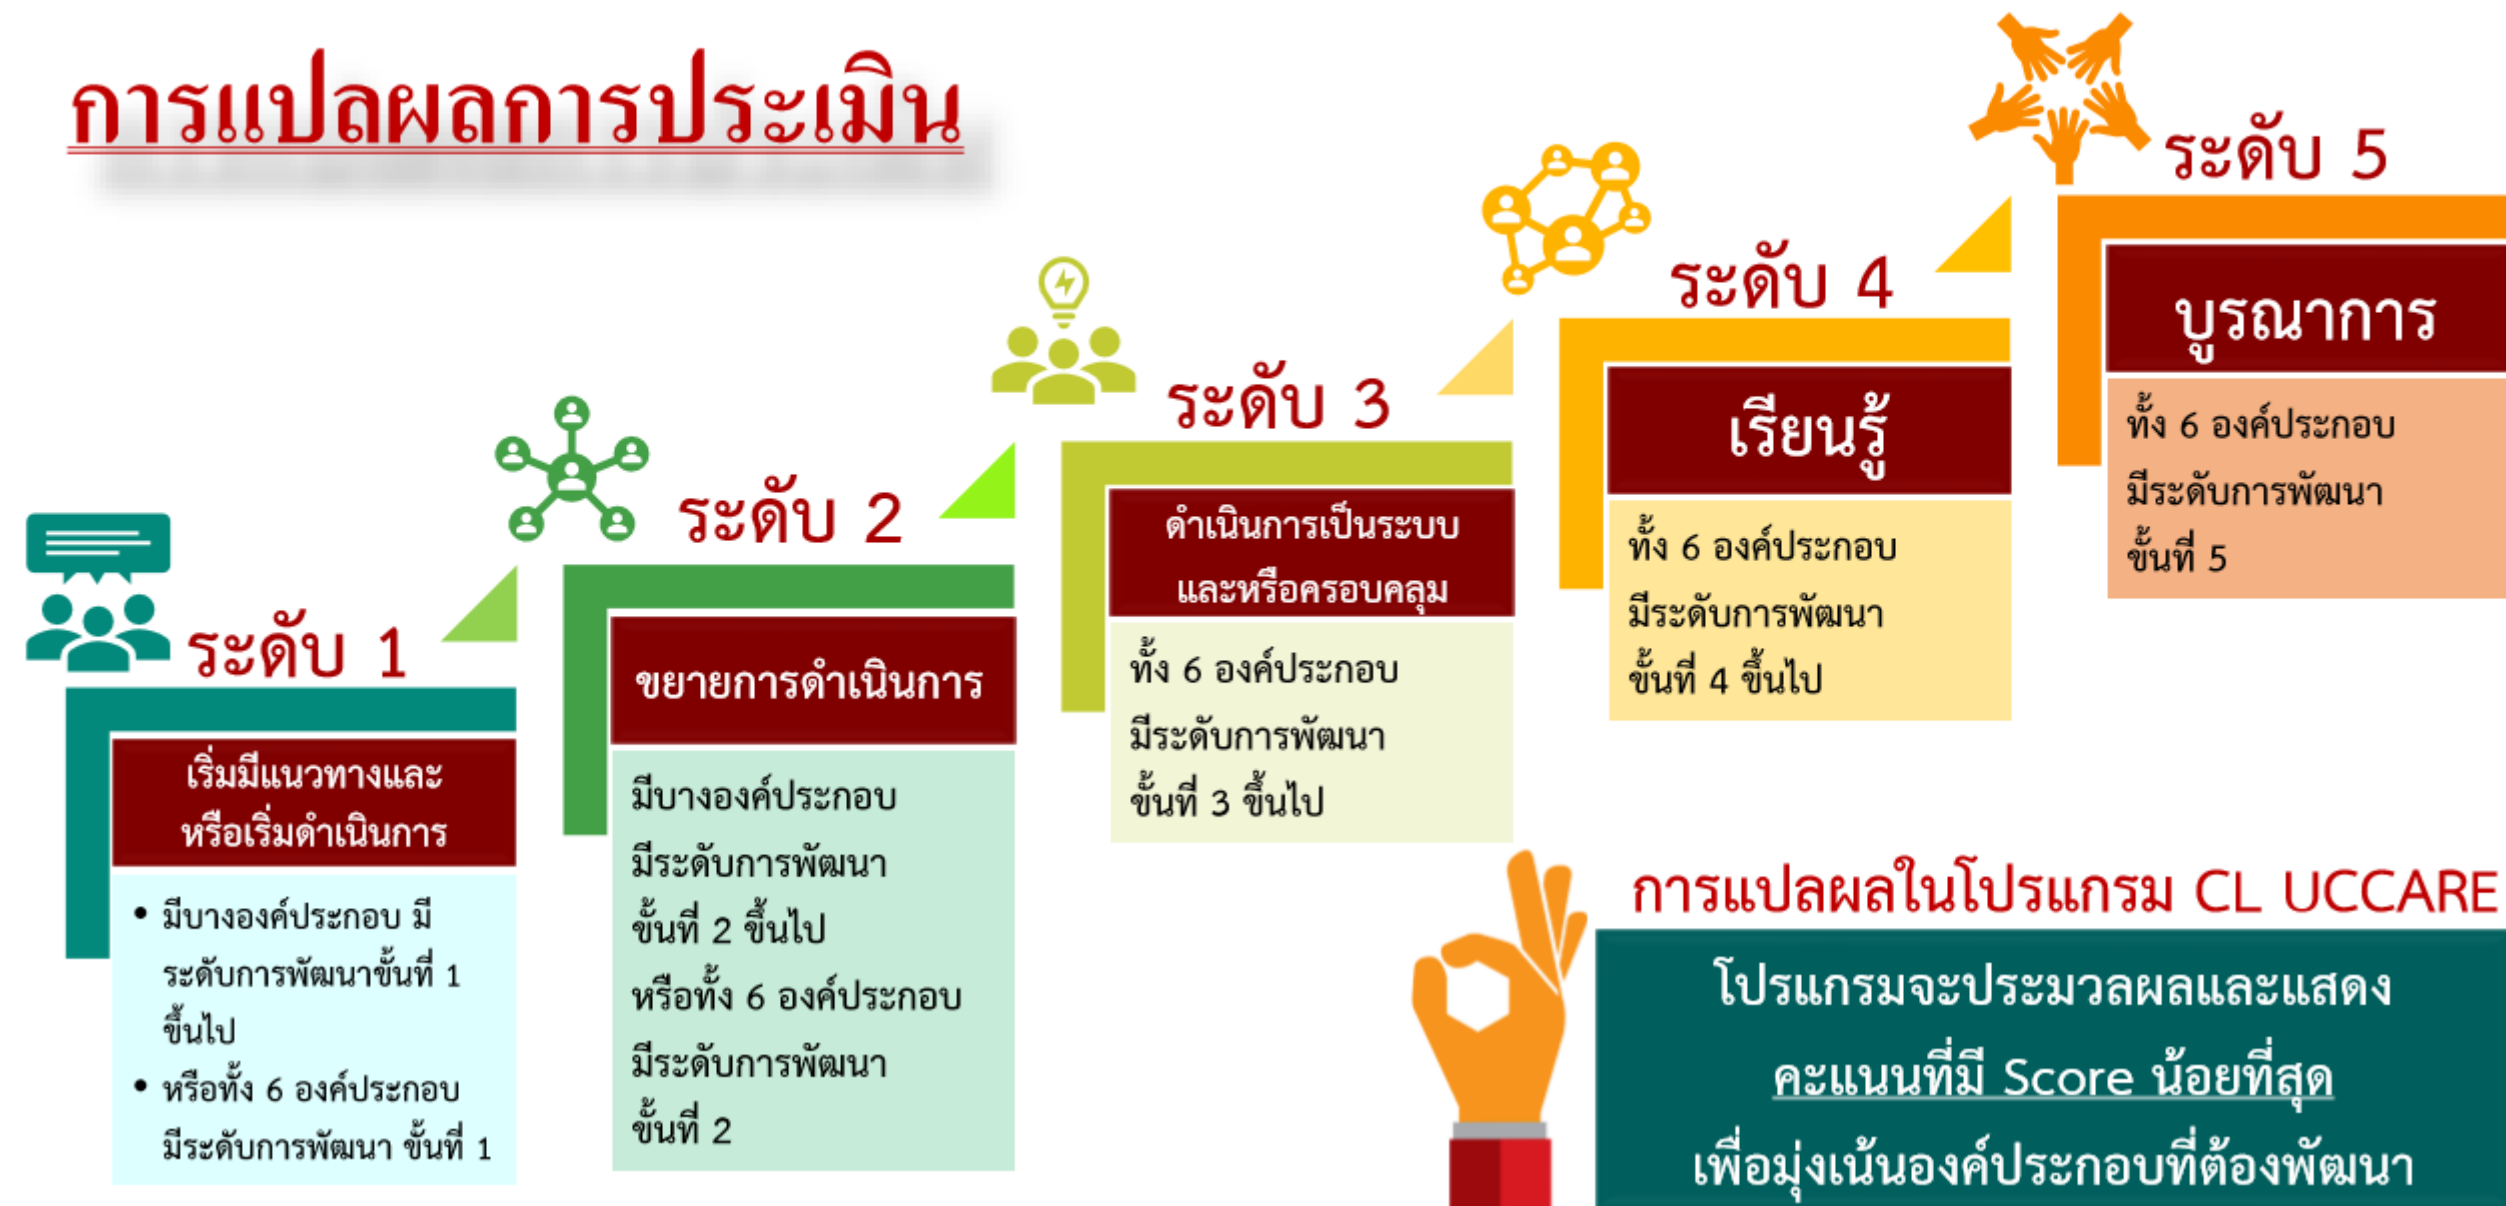 การแปลผลการประเมิน
ระดับ 1
เริ่มมีแนวทางและ
หรือเริ่มดำเนินการ
• มีบางองค์ประกอบ มี
ระดับการพัฒนาขั้นที่ 1
ขึ้นไป
• หรือทั้ง 6 องค์ประกอบ
มีระดับการพัฒนา ขั้นที่ 1
ระดับ 2
ขยายการดำเนินการ
มีบางองค์ประกอบ
มีระดับการพัฒนา
ขั้นที่ 2 ขึ้นไป
หรือทั้ง 6 องค์ประกอบ
มีระดับการพัฒนา
ขั้นที่ 2
ระดับ 3
ดำเนินการเป็นระบบ
และหรือครอบคลุม
ทั้ง 6 องค์ประกอบ
มีระดับการพัฒนา
ขั้นที่ 3 ขึ้นไป
ระดับ 4
เรียนรู้
ทั้ง 6 องค์ประกอบ
มีระดับการพัฒนา
ขั้นที่ 4 ขึ้นไป
ระดับ 5
บูรณาการ
ทั้ง 6 องค์ประกอบ
มีระดับการพัฒนา
ขั้นที่ 5
การแปลผลในโปรแกรม CL UCCARE
โปรแกรมจะประมวลผลและแสดง
คะแนนที่มี Score น้อยที่สุด
เพื่อมุ่งเน้นองค์ประกอบที่ต้องพัฒนา